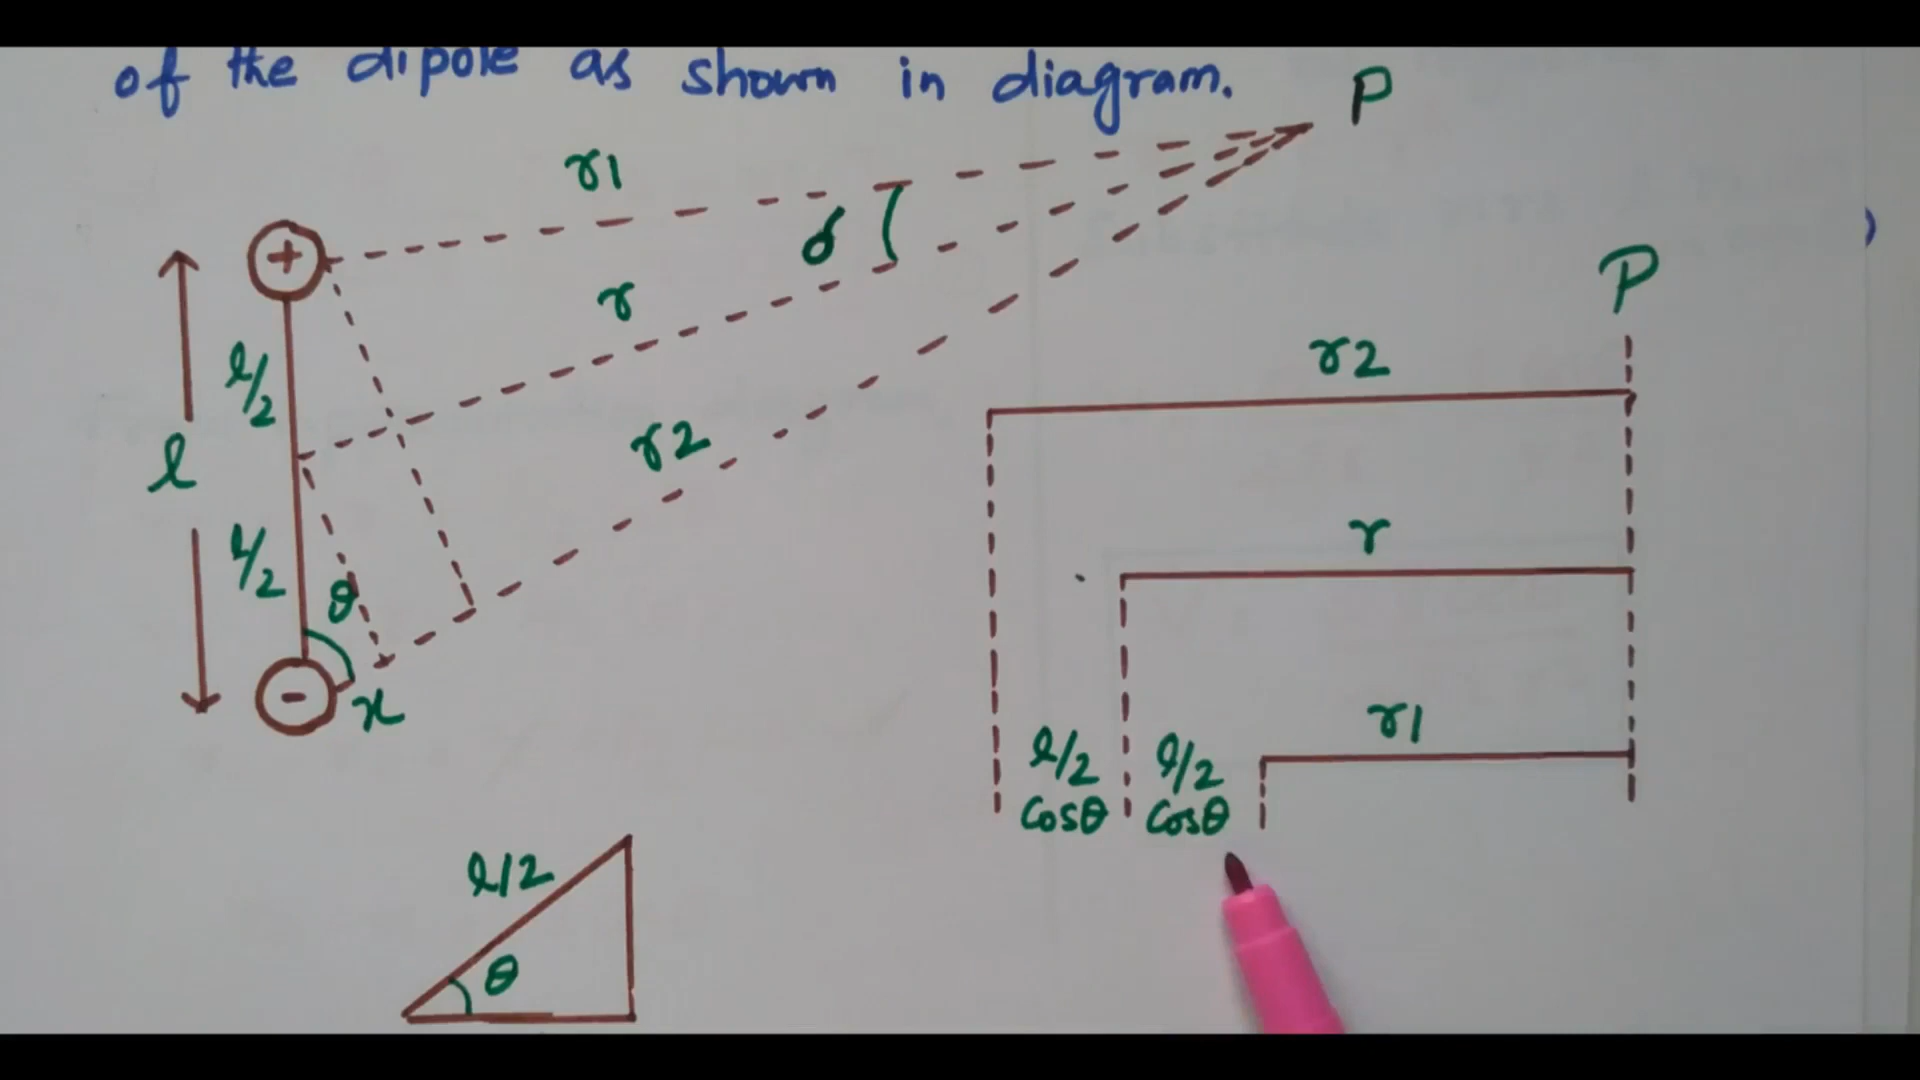 of the dipole as shown in diagram.
P
r1
δ
r
P
+
r2
l/2
r2
l
r
l/2
θ
-
x
r1
l/2 l/2
cosθ cosθ
l/2
θ